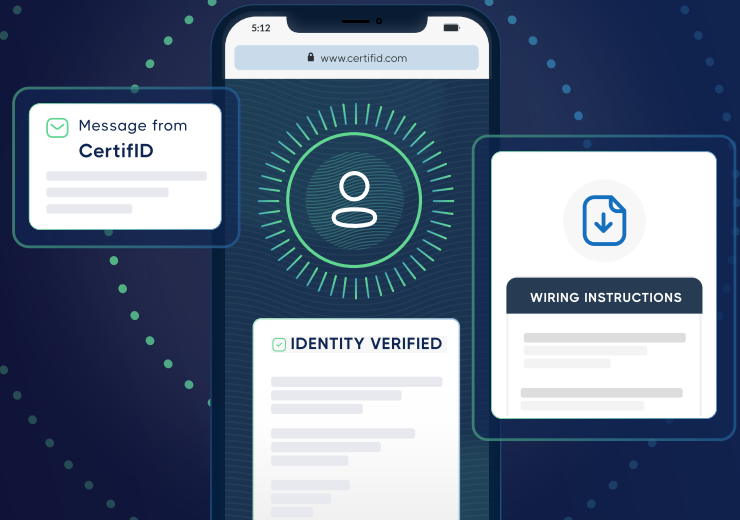 5:12
www.certifid.com
Message from
CertifID
WIRING INSTRUCTIONS
IDENTITY VERIFIED